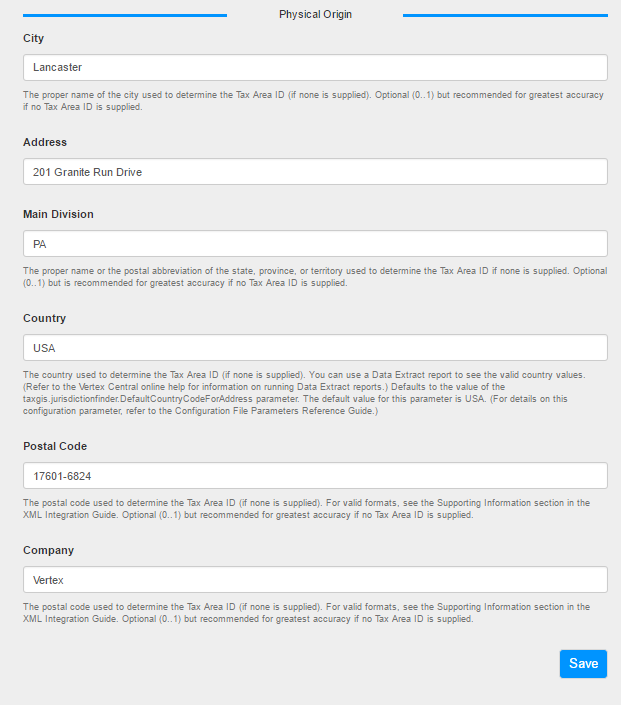 Physical Origin
City
Lancaster
The proper name of the city used to determine the Tax Area ID (if none is supplied). Optional (0..1) but recommended for greatest accuracy
if no Tax Area ID is supplied.
Address
201 Granite Run Drive
Main Division
PA
The proper name or the postal abbreviation of the state, province, or territory used to determine the Tax Area ID if none is supplied. Optional
(0..1) but is recommended for greatest accuracy if no Tax Area ID is supplied.
Country
USA
The country used to determine the Tax Area ID (if none is supplied). You can use a Data Extract report to see the valid country values.
(Refer to the Vertex Central online help for information on running Data Extract reports.) Defaults to the value of the
taxgis.jurisdictionfinder.DefaultCountryCodeForAddress parameter. The default value for this parameter is USA. (For details on this
configuration parameter, refer to the Configuration File Parameters Reference Guide.)
Postal Code
17601-6824
The postal code used to determine the Tax Area ID (if none is supplied). For valid formats, see the Supporting Information section in the
XML Integration Guide. Optional (0..1) but recommended for greatest accuracy if no Tax Area ID is supplied.
Company
Vertex
The postal code used to determine the Tax Area ID (if none is supplied). For valid formats, see the Supporting Information section in the
XML Integration Guide. Optional (0..1) but recommended for greatest accuracy if no Tax Area ID is supplied.
Save